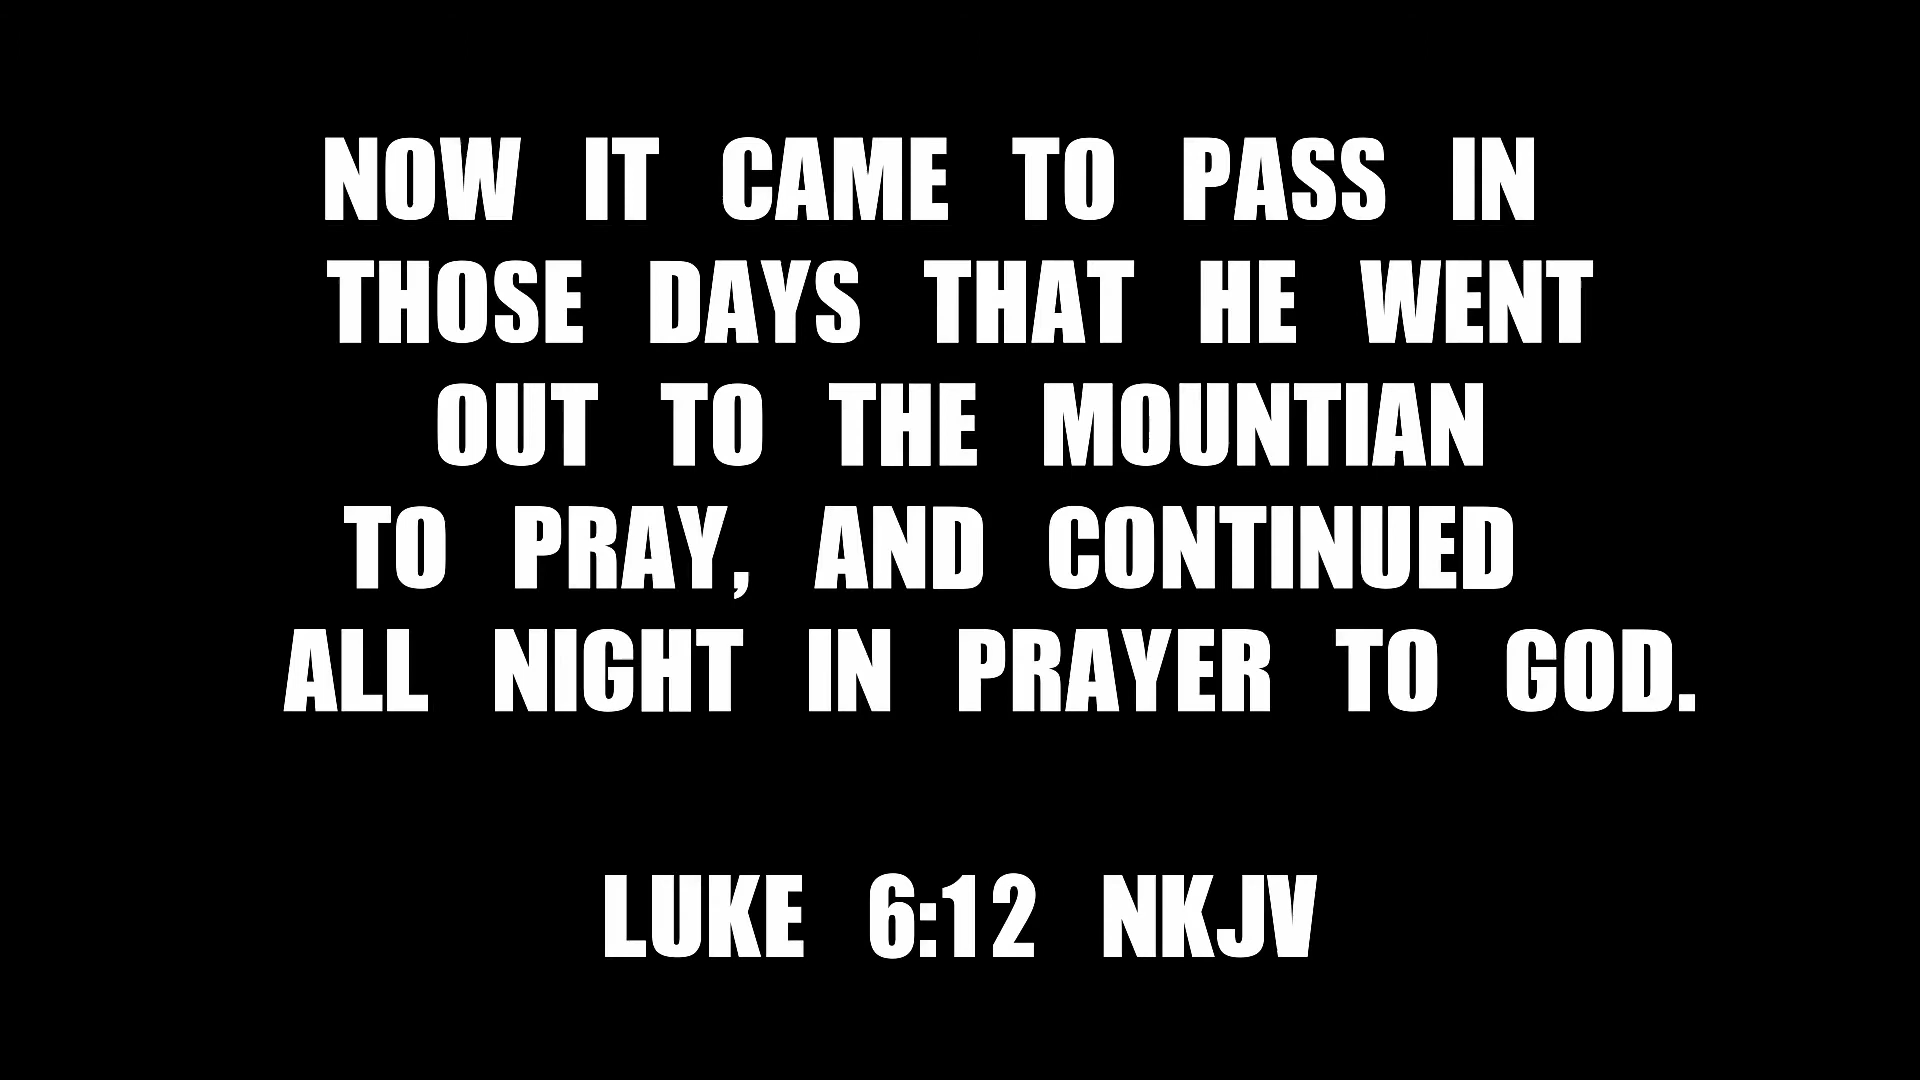 NOW IT CAME TO PASS IN
THOSE DAYS THAT HE WENT
OUT TO THE MOUNTIAN
TO PRAY, AND CONTINUED
ALL NIGHT IN PRAYER TO GOD.
LUKE 6:12 NKJV